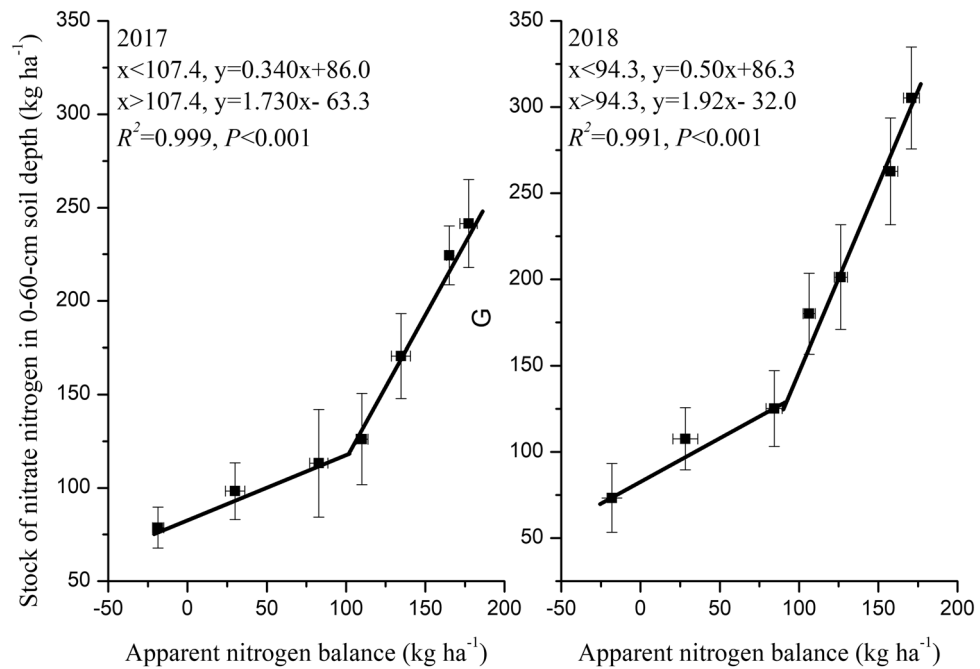 Stock of nitrate nitrogen in 0-60-cm soil depth (kg ha⁻¹)
350
300
250
200
150
100
50
2017
x<107.4, y=0.340x+86.0
x>107.4, y=1.730x- 63.3
R²=0.999, P<0.001
-50
0
50
100
150
200
Apparent nitrogen balance (kg ha⁻¹)
G
350
300
250
200
150
100
50
2018
x<94.3, y=0.50x+86.3
x>94.3, y=1.92x- 32.0
R²=0.991, P<0.001
-50
0
50
100
150
200
Apparent nitrogen balance (kg ha⁻¹)